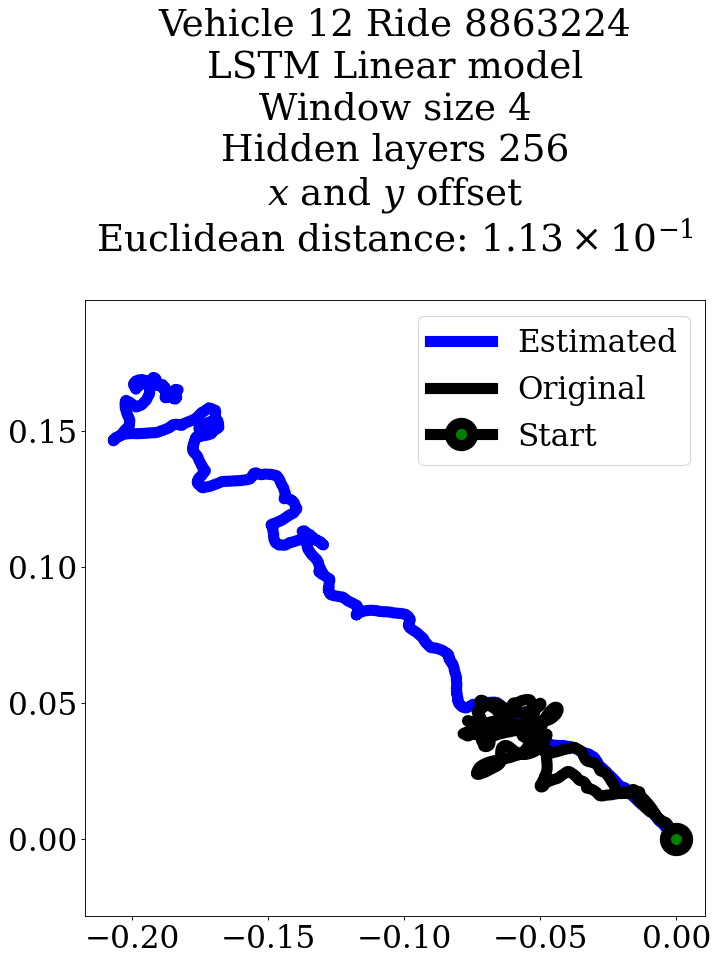 Vehicle 12 Ride 8863224
LSTM Linear model
Window size 4
Hidden layers 256
x and y offset
Euclidean distance: 1.13 × 10⁻¹
Estimated
Original
Start
0.15
0.10
0.05
0.00
−0.20 −0.15 −0.10 −0.05 0.00